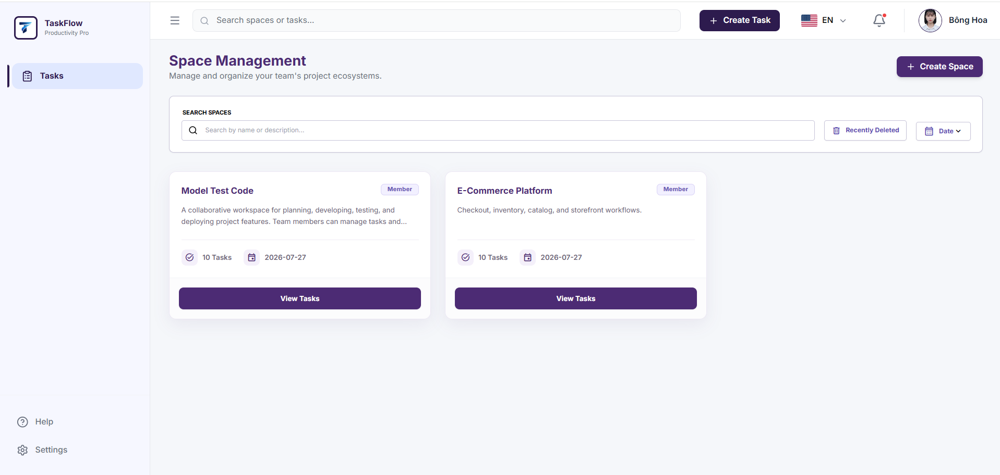 TaskFlow
Productivity Pro
Search spaces or tasks...
Create Task
EN
Bông Hoa
Tasks
Space Management
Manage and organize your team's project ecosystems.
Create Space
SEARCH SPACES
Search by name or description...
Recently Deleted
Date
Model Test Code
Member
A collaborative workspace for planning, developing, testing, and
deploying project features. Team members can manage tasks and...
10 Tasks
2026-07-27
View Tasks
E-Commerce Platform
Member
Checkout, inventory, catalog, and storefront workflows.
10 Tasks
2026-07-27
View Tasks
Help
Settings